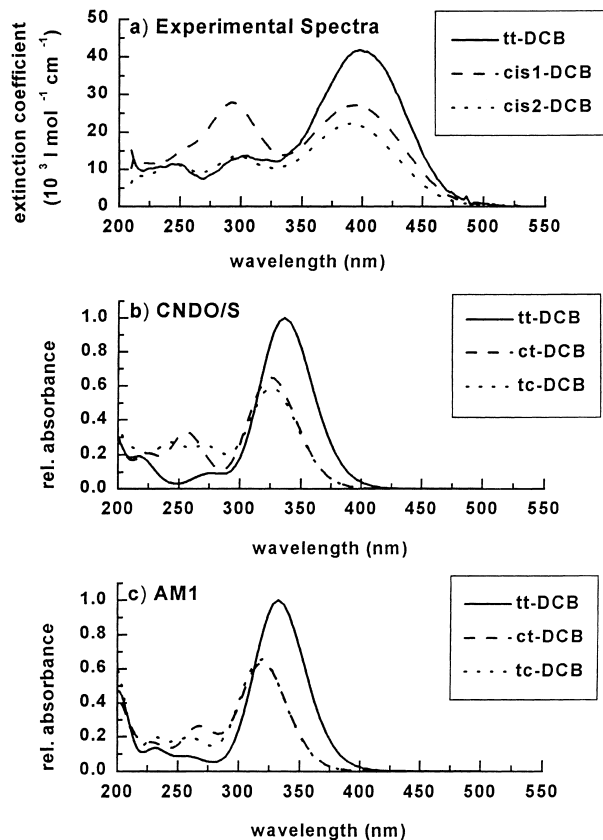 a) Experimental Spectra
extinction coefficient
(10 ³ l mol ⁻¹ cm ⁻¹)
50
40
30
20
10
0
200 250 300 350 400 450 500 550
wavelength (nm)
tt-DCB
cis1-DCB
cis2-DCB
b) CNDO/S
rel. absorbance
1.0
0.8
0.6
0.4
0.2
0.0
200 250 300 350 400 450 500 550
wavelength (nm)
tt-DCB
ct-DCB
tc-DCB
c) AM1
rel. absorbance
1.0
0.8
0.6
0.4
0.2
0.0
200 250 300 350 400 450 500 550
wavelength (nm)
tt-DCB
ct-DCB
tc-DCB